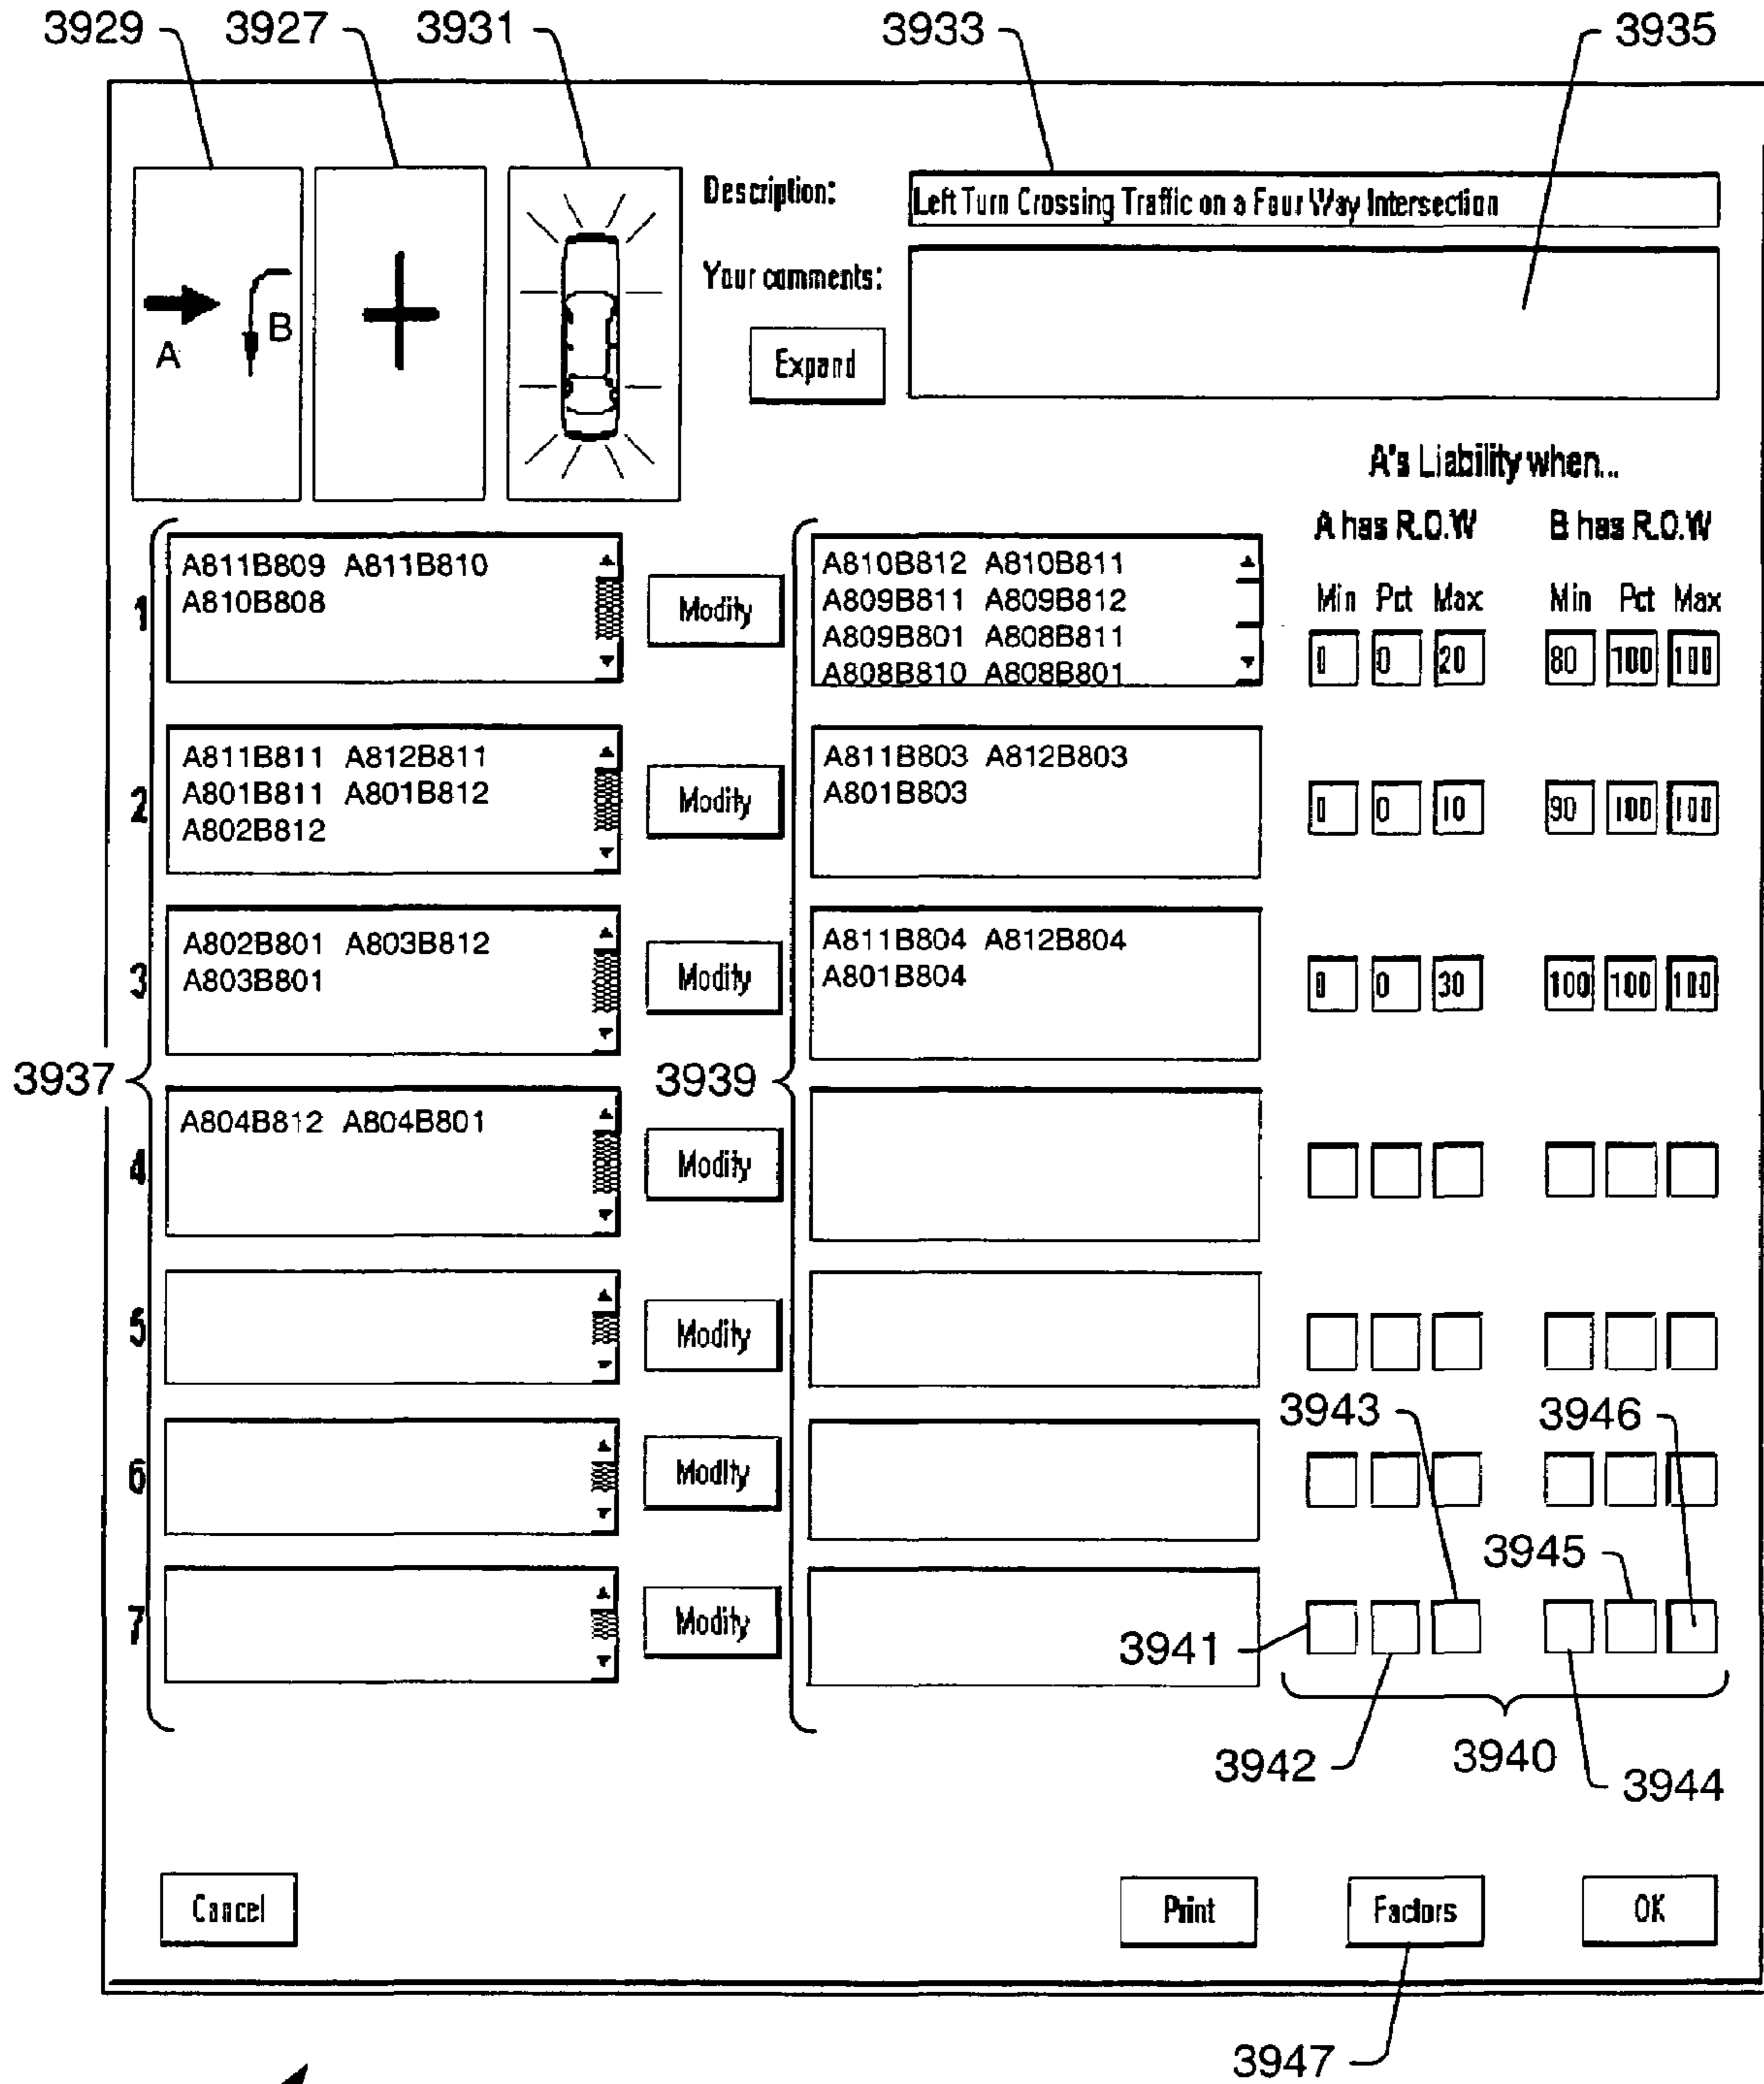 3929 3927 3931 3933 3935
Description: Left Turn Crossing Traffic on a Four Way Intersection
Your comments:
Expand
A B
A's Liability when...
A has R.O.W B has R.O.W
Min Pct Max Min Pct Max
1
A811B809 A811B810
A810B808
Modify
A810B812 A810B811
A809B811 A809B812
A809B801 A808B811
A808B810 A808B801
0 0 20 80 100 100
2
A811B811 A812B811
A801B811 A801B812
A802B812
Modify
A811B803 A812B803
A801B803
0 0 10 90 100 100
3
A802B801 A803B812
A803B801
Modify
A811B804 A812B804
A801B804
0 0 30 100 100 100
3937 3939
4
A804B812 A804B801
Modify
5
Modify
3943 3946
6
Modify
3945
7
Modify
3941
3942 3940 3944
Cancel Print Factors OK
3947